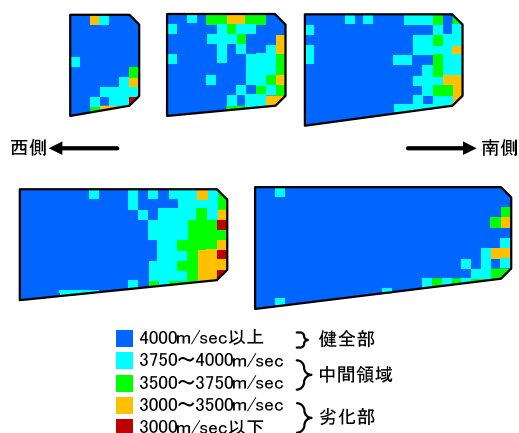 西側
南側
4000m/sec以上
健全部
3750～4000m/sec
中間領域
3500～3750m/sec
3000～3500m/sec
劣化部
3000m/sec以下